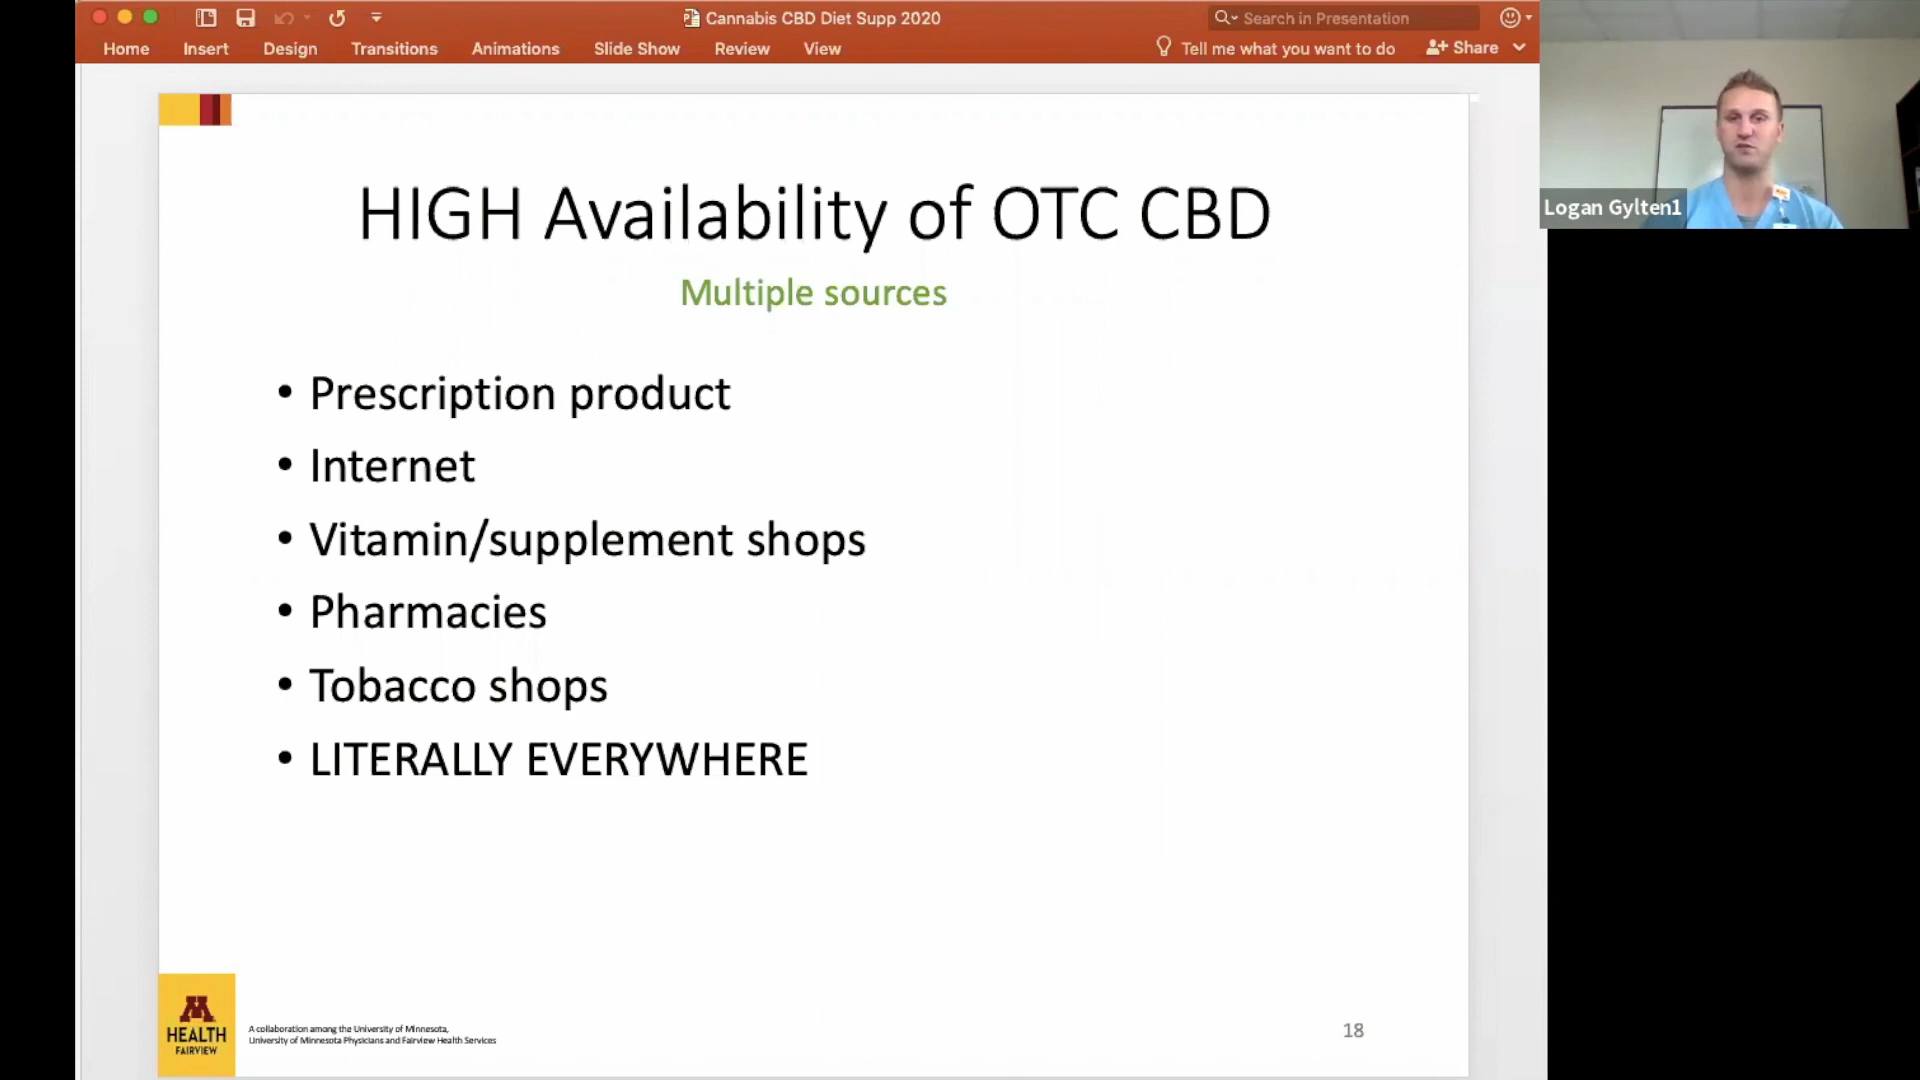 Cannabis CBD Diet Supp 2020
Search in Presentation
Home Insert Design Transitions Animations Slide Show Review View Tell me what you want to do Share
Logan Gylten1
HIGH Availability of OTC CBD
Multiple sources
• Prescription product
• Internet
• Vitamin/supplement shops
• Pharmacies
• Tobacco shops
• LITERALLY EVERYWHERE
M
HEALTH
FAIRVIEW
A collaboration among the University of Minnesota,
University of Minnesota Physicians and Fairview Health Services
18